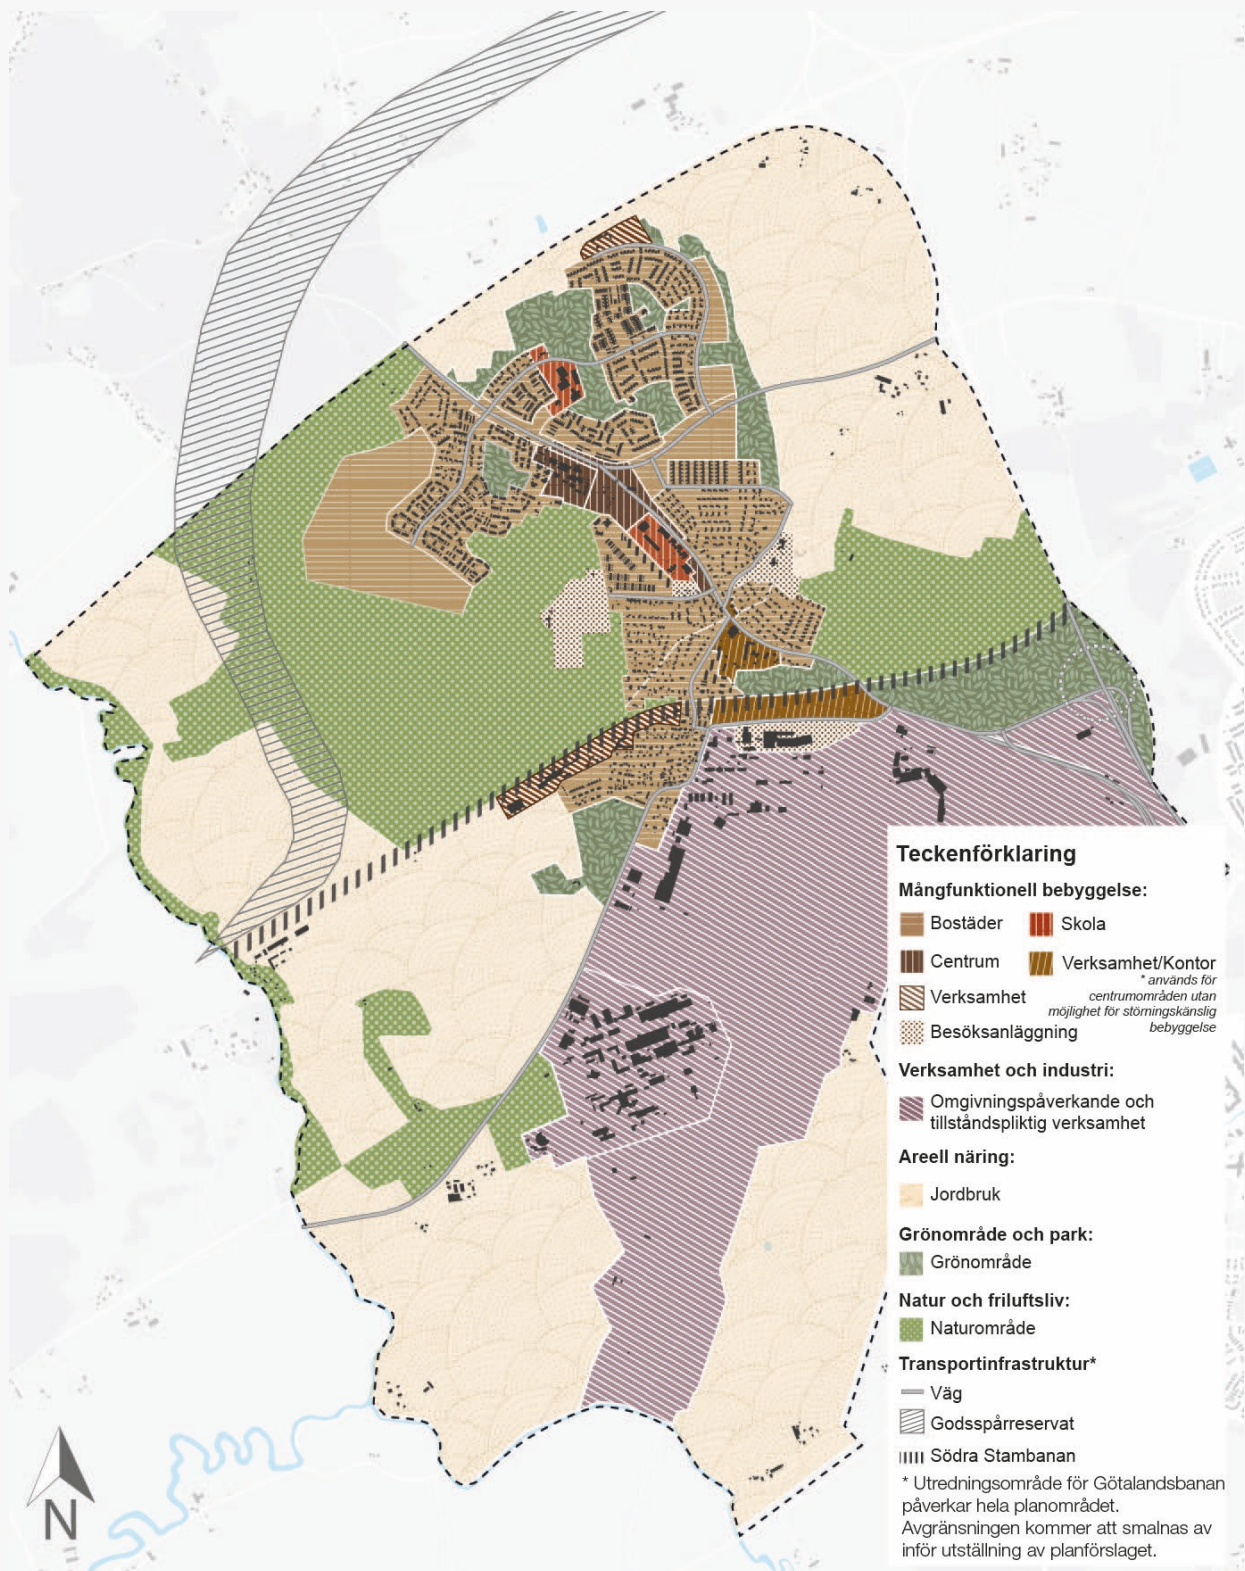 Teckenförklaring
Mångfunktionell bebyggelse:
Bostäder
Skola
Centrum
Verksamhet/Kontor
* används för
centrumområden utan
möjlighet för störningskänslig
bebyggelse
Verksamhet
Besöksanläggning
Verksamhet och industri:
Omgivningspåverkande och
tillståndspliktig verksamhet
Areell näring:
Jordbruk
Grönområde och park:
Grönområde
Natur och friluftsliv:
Naturområde
Transportinfrastruktur*
Väg
Godsspårreservat
Södra Stambanan
* Utredningsområde för Götalandsbanan
påverkar hela planområdet.
Avgränsningen kommer att smalnas av
inför utställning av planförslaget.
N